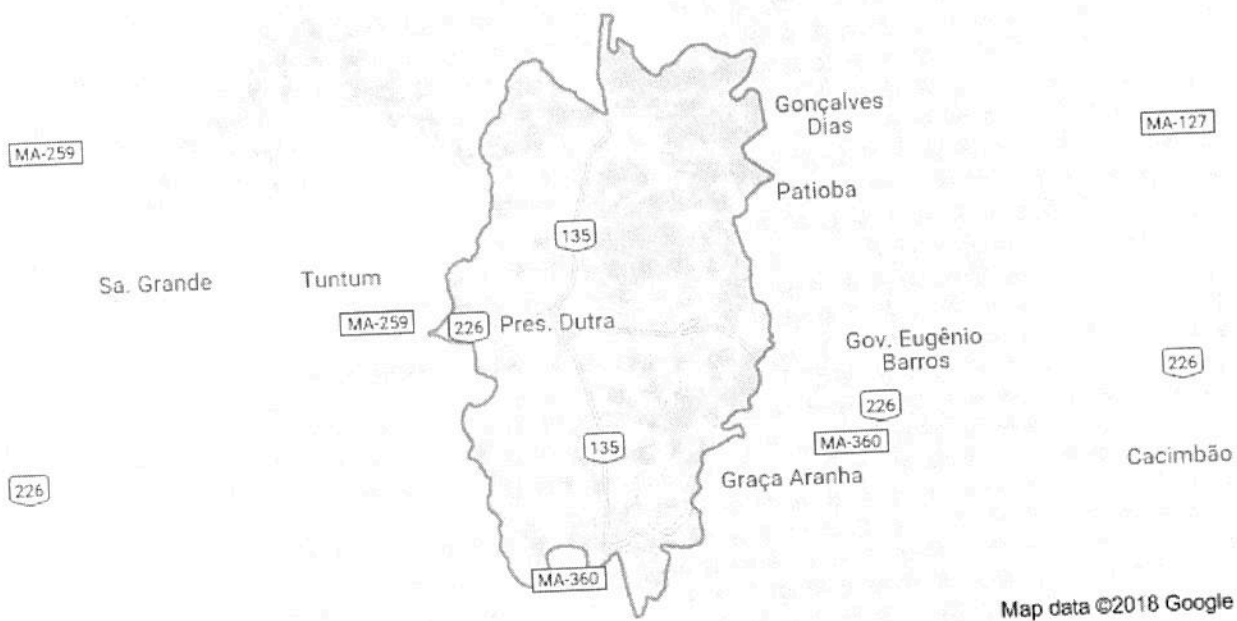 Gonçalves
Dias
MA-127
MA-259
Patioba
135
Sa. Grande
Tuntum
MA-259
226
Pres. Dutra
Gov. Eugênio
Barros
226
226
135
MA-360
Graça Aranha
Cacimbão
226
MA-360
Map data ©2018 Google